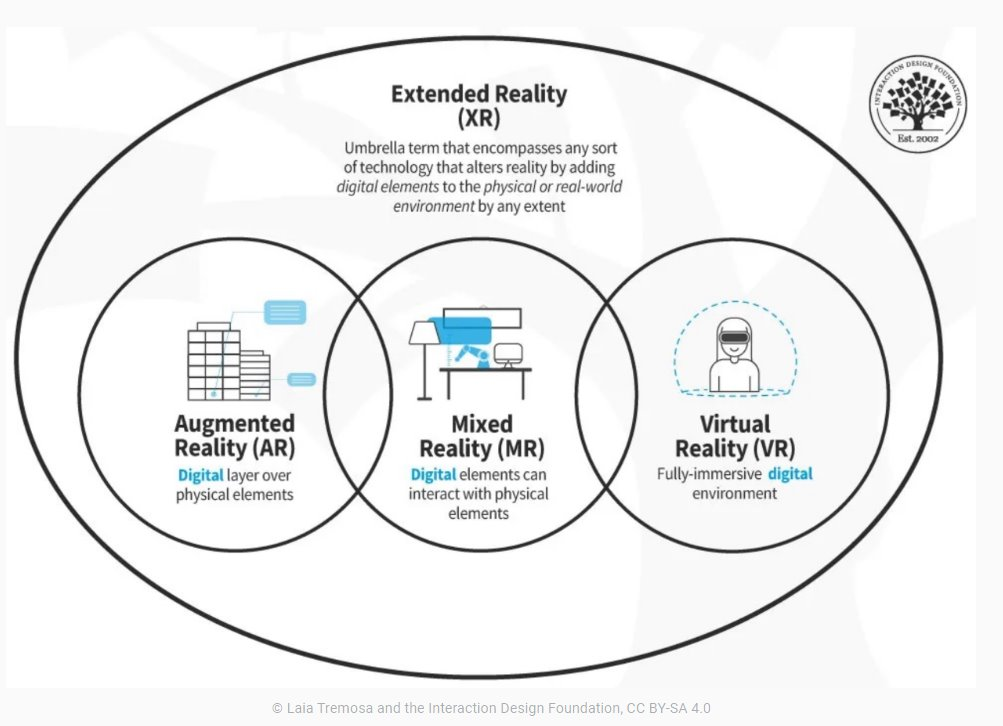 Extended Reality
(XR)
Umbrella term that encompasses any sort
of technology that alters reality by adding
digital elements to the physical or real-world
environment by any extent
INTERACTION DESIGN FOUNDATION
Est. 2002
Augmented
Reality (AR)
Digital layer over
physical elements
Mixed
Reality (MR)
Digital elements can
interact with physical
elements
Virtual
Reality (VR)
Fully-immersive digital
environment
© Laia Tremosa and the Interaction Design Foundation, CC BY-SA 4.0